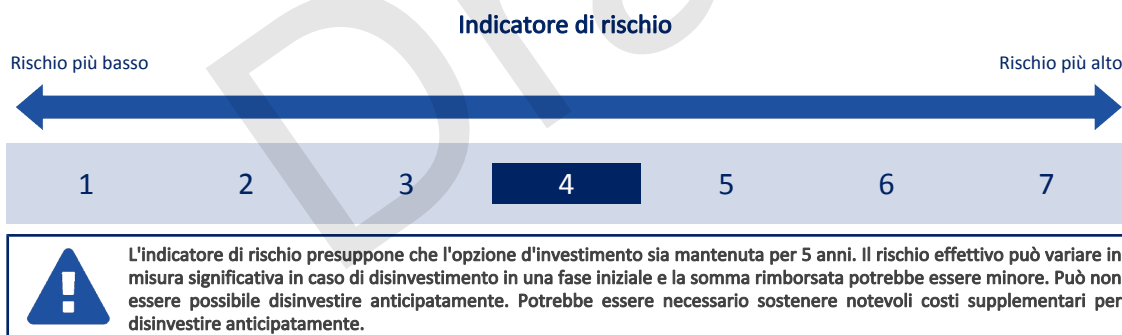 Indicatore di rischio
Rischio più basso
Rischio più alto
1 2 3 4 5 6 7
L'indicatore di rischio presuppone che l'opzione d'investimento sia mantenuta per 5 anni. Il rischio effettivo può variare in
misura significativa in caso di disinvestimento in una fase iniziale e la somma rimborsata potrebbe essere minore. Può non
essere possibile disinvestire anticipatamente. Potrebbe essere necessario sostenere notevoli costi supplementari per
disinvestire anticipatamente.